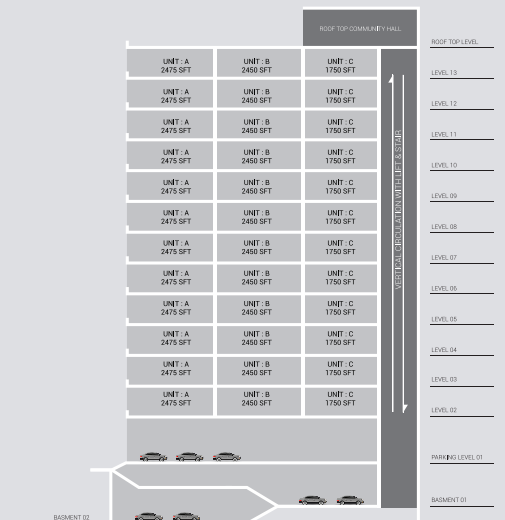 ROOF TOP COMMUNITY HALL
ROOF TOP LEVEL
UNIT : A UNIT : B UNIT : C
2475 SFT 2450 SFT 1750 SFT
LEVEL 13
UNIT : A UNIT : B UNIT : C
2475 SFT 2450 SFT 1750 SFT
LEVEL 12
UNIT : A UNIT : B UNIT : C
2475 SFT 2450 SFT 1750 SFT
LEVEL 11
UNIT : A UNIT : B UNIT : C
2475 SFT 2450 SFT 1750 SFT
LEVEL 10
UNIT : A UNIT : B UNIT : C
2475 SFT 2450 SFT 1750 SFT
LEVEL 09
UNIT : A UNIT : B UNIT : C
2475 SFT 2450 SFT 1750 SFT
LEVEL 08
UNIT : A UNIT : B UNIT : C
2475 SFT 2450 SFT 1750 SFT
LEVEL 07
UNIT : A UNIT : B UNIT : C
2475 SFT 2450 SFT 1750 SFT
LEVEL 06
UNIT : A UNIT : B UNIT : C
2475 SFT 2450 SFT 1750 SFT
LEVEL 05
UNIT : A UNIT : B UNIT : C
2475 SFT 2450 SFT 1750 SFT
LEVEL 04
UNIT : A UNIT : B UNIT : C
2475 SFT 2450 SFT 1750 SFT
LEVEL 03
UNIT : A UNIT : B UNIT : C
2475 SFT 2450 SFT 1750 SFT
LEVEL 02
VERTICAL CIRCULATION WITH LIFT & STAIR
PARKING LEVEL 01
BASMENT 01
BASMENT 02